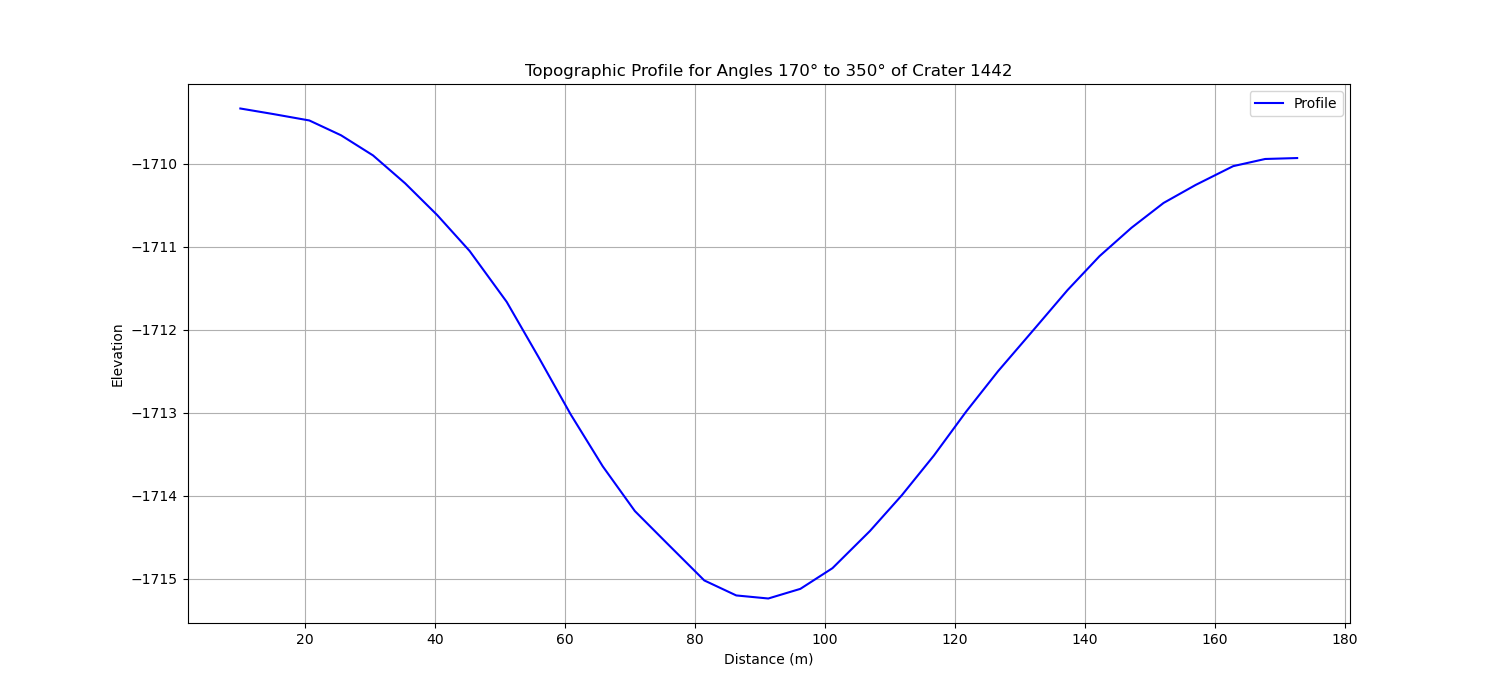 Topographic Profile for Angles 170° to 350° of Crater 1442
Profile
−1710
−1711
−1712
−1713
−1714
−1715
Elevation
20 40 60 80 100 120 140 160 180
Distance (m)